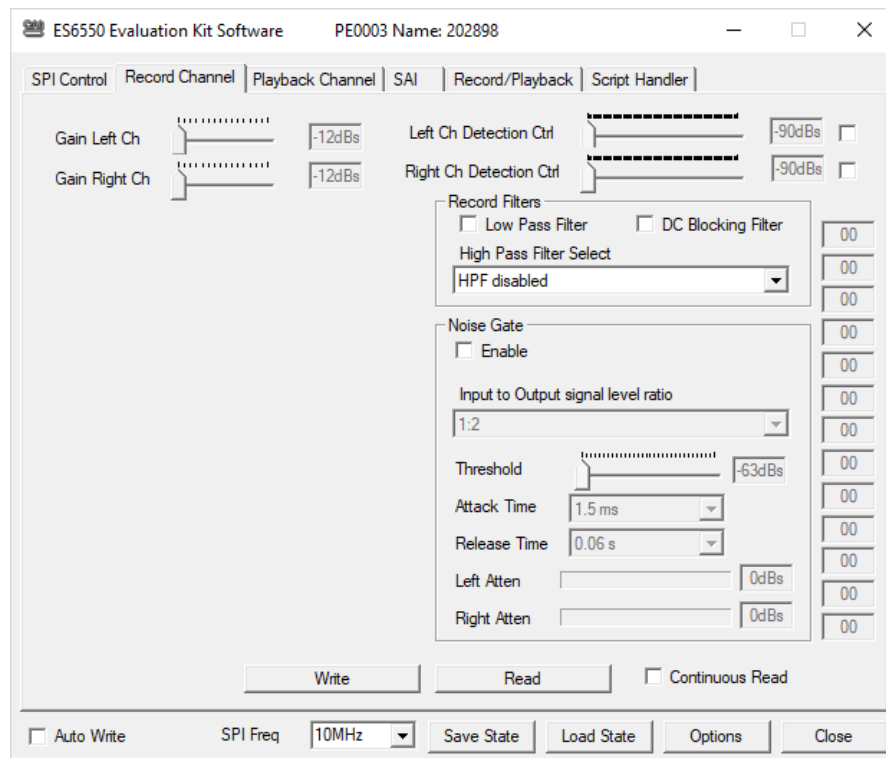 ES6550 Evaluation Kit Software PE0003 Name: 202898
SPI Control Record Channel Playback Channel SAI Record/Playback Script Handler
Gain Left Ch -12dBs Left Ch Detection Ctrl -90dBs
Gain Right Ch -12dBs Right Ch Detection Ctrl -90dBs
Record Filters
Low Pass Filter DC Blocking Filter
00
High Pass Filter Select
00
HPF disabled
00
Noise Gate
00
Enable
00
Input to Output signal level ratio
00
1:2
00
Threshold -63dBs
00
Attack Time 1.5 ms
00
Release Time 0.06 s
00
00
Left Atten 0dBs
00
Right Atten 0dBs
00
Write Read Continuous Read
Auto Write SPI Freq 10MHz Save State Load State Options Close